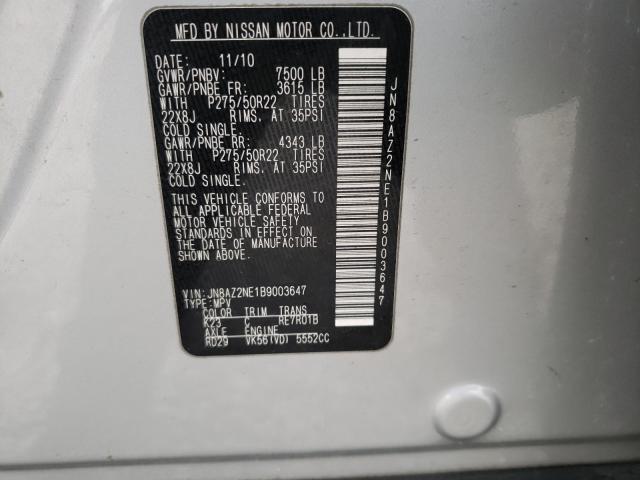 MFD BY NISSAN MOTOR CO.,LTD.
DATE: 11/10
GVWR/PNBV: 7500 LB
GAWR/PNBE FR: 3615 LB
WITH P275/50R22 TIRES
22X8J RIMS. AT 35PSI
COLD SINGLE.
GAWR/PNBE RR: 4343 LB
WITH P275/50R22 TIRES
22X8J RIMS. AT 35PSI
COLD SINGLE.
THIS VEHICLE CONFORMS TO
ALL APPLICABLE FEDERAL
MOTOR VEHICLE SAFETY
STANDARDS IN EFFECT ON
THE DATE OF MANUFACTURE
SHOWN ABOVE.
VIN: JN8AZ2NE1B9003647
TYPE: MPV
COLOR TRIM TRANS
K23 C RE7R01B
AXLE ENGINE
RD29 VK56(VD) 5552CC
JN8AZ2NE1B9003647